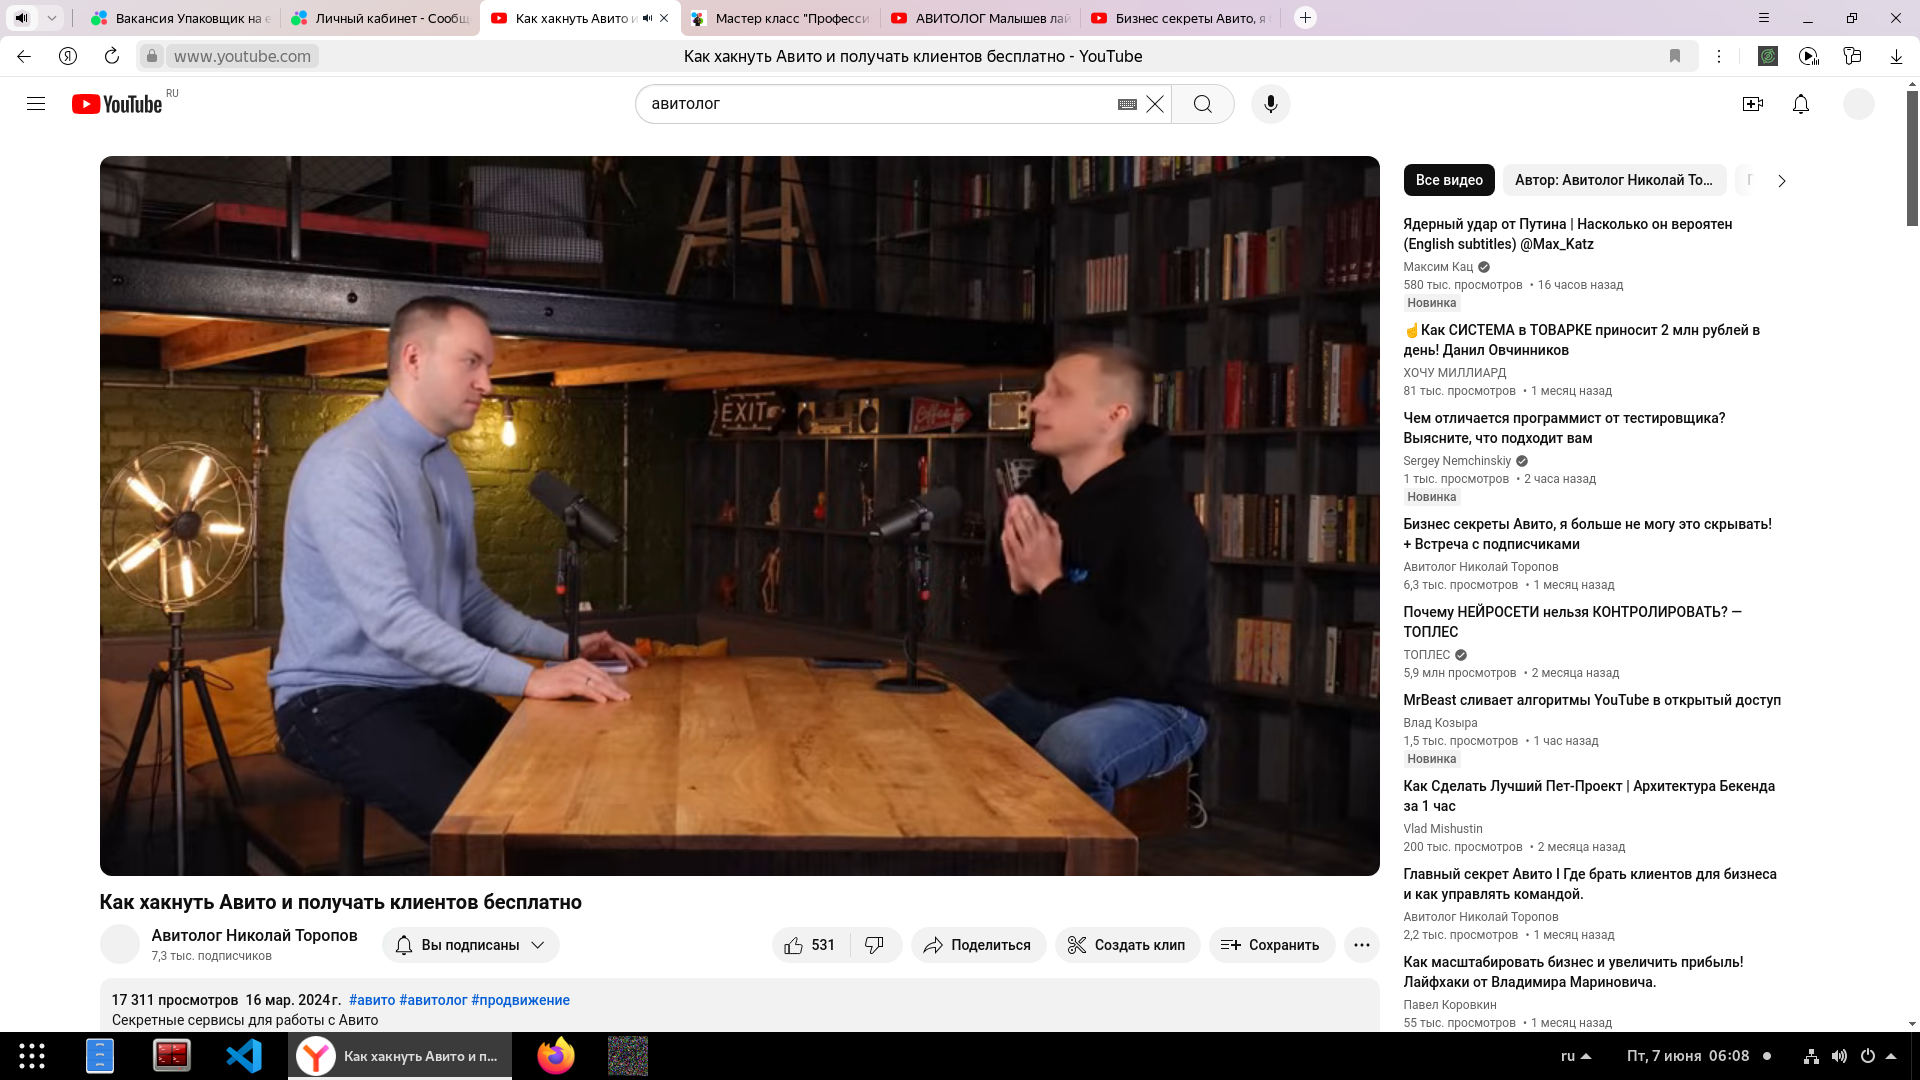 Вакансия Упаковщик на е
Личный кабинет - Сообщ
Как хакнуть Авито и
Мастер класс "Професси
АВИТОЛОГ Малышев лай
Бизнес секреты Авито, я
www.youtube.com
Как хакнуть Авито и получать клиентов бесплатно - YouTube
YouTube
RU
авитолог
EXIT
Coffee
Все видео
Автор: Авитолог Николай То...
Ядерный удар от Путина | Насколько он вероятен
(English subtitles) @Max_Katz
Максим Кац
580 тыс. просмотров • 16 часов назад
Новинка
☝Как СИСТЕМА в ТОВАРКЕ приносит 2 млн рублей в
день! Данил Овчинников
ХОЧУ МИЛЛИАРД
81 тыс. просмотров • 1 месяц назад
Чем отличается программист от тестировщика?
Выясните, что подходит вам
Sergey Nemchinskiy
1 тыс. просмотров • 2 часа назад
Новинка
Бизнес секреты Авито, я больше не могу это скрывать!
+ Встреча с подписчиками
Авитолог Николай Торопов
6,3 тыс. просмотров • 1 месяц назад
Почему НЕЙРОСЕТИ нельзя КОНТРОЛИРОВАТЬ? —
ТОПЛЕС
ТОПЛЕС
5,9 млн просмотров • 2 месяца назад
MrBeast сливает алгоритмы YouTube в открытый доступ
Влад Козыра
1,5 тыс. просмотров • 1 час назад
Новинка
Как Сделать Лучший Пет-Проект | Архитектура Бекенда
за 1 час
Vlad Mishustin
200 тыс. просмотров • 2 месяца назад
Главный секрет Авито I Где брать клиентов для бизнеса
и как управлять командой.
Авитолог Николай Торопов
2,2 тыс. просмотров • 1 месяц назад
Как масштабировать бизнес и увеличить прибыль!
Лайфхаки от Владимира Мариновича.
Павел Коровкин
55 тыс. просмотров • 1 месяц назад
Как хакнуть Авито и получать клиентов бесплатно
Авитолог Николай Торопов
7,3 тыс. подписчиков
Вы подписаны
531
Поделиться
Создать клип
Сохранить
17 311 просмотров 16 мар. 2024 г. #авито #авитолог #продвижение
Секретные сервисы для работы с Авито
Как хакнуть Авито и п...
ru
Пт, 7 июня 06:08